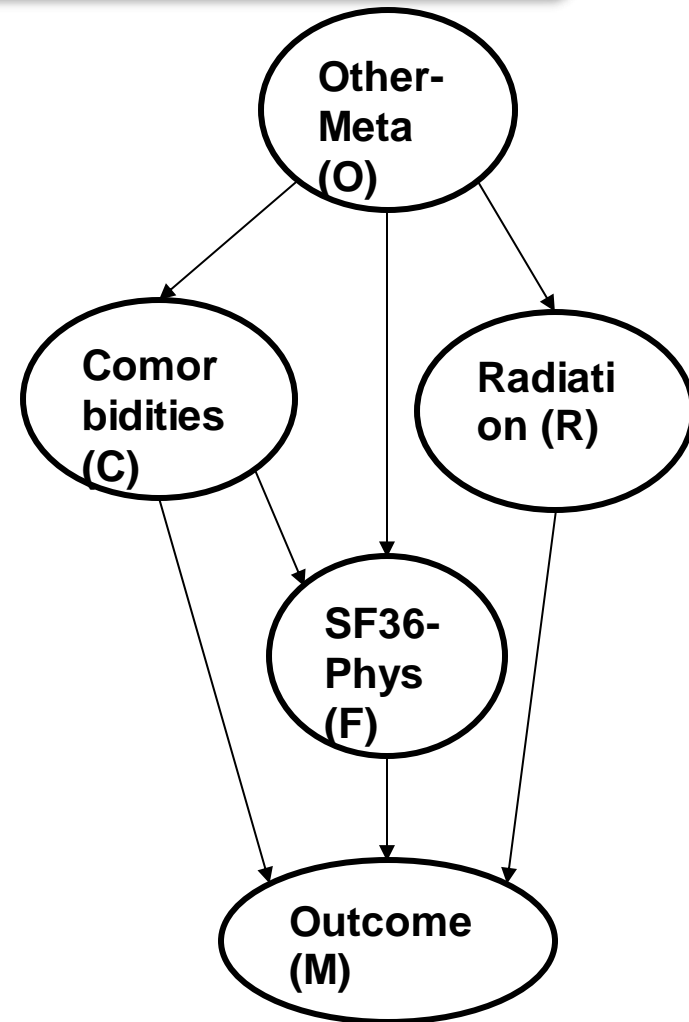 Other-
Meta
(O)
Comor
bidities
(C)
Radiati
on (R)
SF36-
Phys
(F)
Outcome
(M)